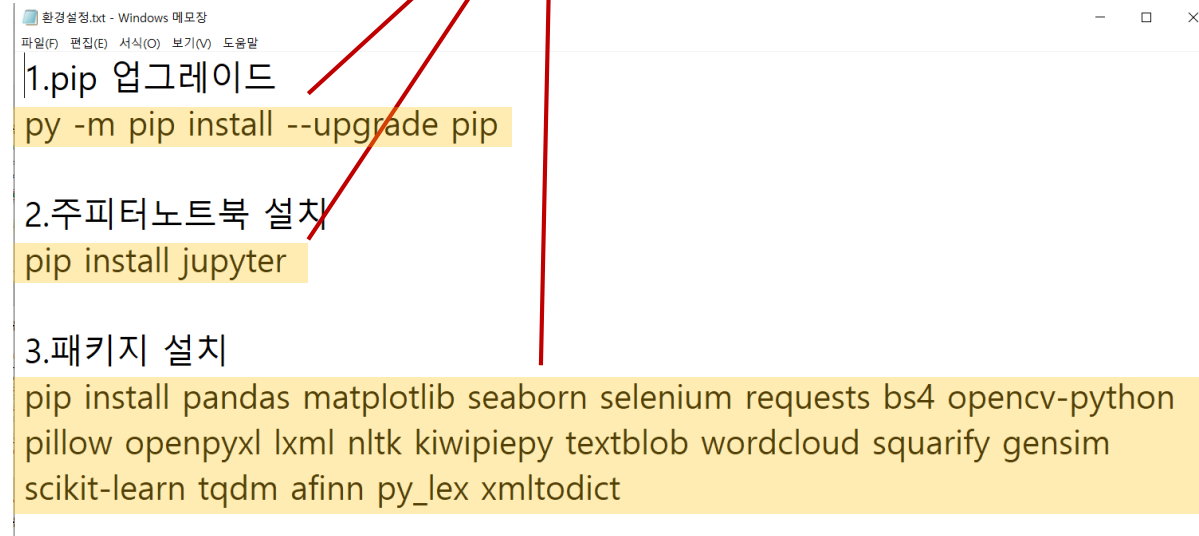 환경설정.txt - Windows 메모장
파일(F) 편집(E) 서식(O) 보기(V) 도움말
1.pip 업그레이드
py -m pip install --upgrade pip
2.주피터노트북 설치
pip install jupyter
3.패키지 설치
pip install pandas matplotlib seaborn selenium requests bs4 opencv-python
pillow openpyxl lxml nltk kiwipiepy textblob wordcloud squarify gensim
scikit-learn tqdm afinn py_lex xmltodict